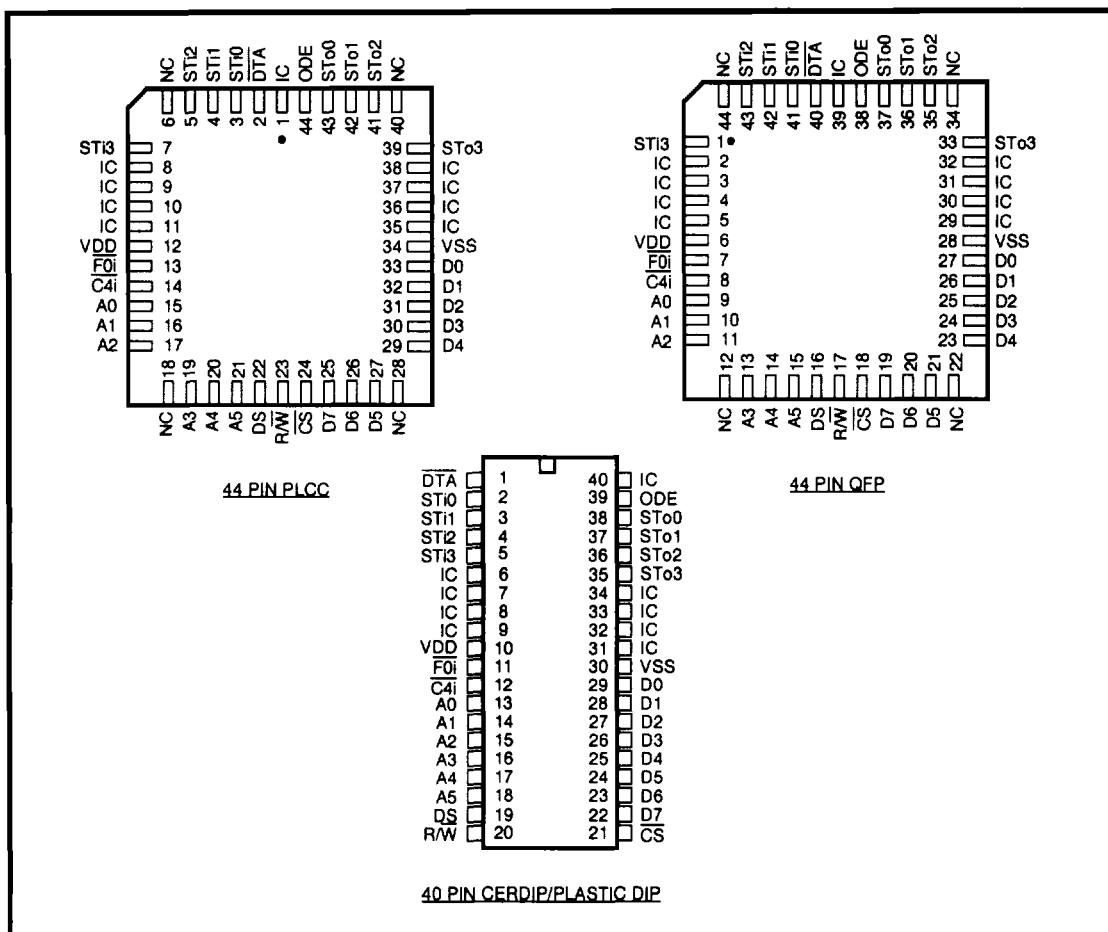 NC STi2 STi1 STi0 DTA IC ODE STo0 STo1 STo2 NC
6 5 4 3 2 1 44 43 42 41 40
STi3 7 39 STo3
IC 8 38 IC
IC 9 37 IC
IC 10 36 IC
IC 11 35 IC
VDD 12 34 VSS
F0i 13 33 D0
C4i 14 32 D1
A0 15 31 D2
A1 16 30 D3
A2 17 29 D4
18 19 20 21 22 23 24 25 26 27 28
NC A3 A4 A5 DS R/W CS D7 D6 D5 NC
44 PIN PLCC
NC STi2 STi1 STi0 DTA IC ODE STo0 STo1 STo2 NC
44 43 42 41 40 39 38 37 36 35 34
STi3 1 33 STo3
IC 2 32 IC
IC 3 31 IC
IC 4 30 IC
IC 5 29 IC
VDD 6 28 VSS
F0i 7 27 D0
C4i 8 26 D1
A0 9 25 D2
A1 10 24 D3
A2 11 23 D4
12 13 14 15 16 17 18 19 20 21 22
NC A3 A4 A5 DS R/W CS D7 D6 D5 NC
44 PIN QFP
DTA 1 40 IC
STi0 2 39 ODE
STi1 3 38 STo0
STi2 4 37 STo1
STi3 5 36 STo2
IC 6 35 STo3
IC 7 34 IC
IC 8 33 IC
IC 9 32 IC
VDD 10 31 IC
F0i 11 30 VSS
C4i 12 29 D0
A0 13 28 D1
A1 14 27 D2
A2 15 26 D3
A3 16 25 D4
A4 17 24 D5
A5 18 23 D6
DS 19 22 D7
R/W 20 21 CS
40 PIN CERDIP/PLASTIC DIP